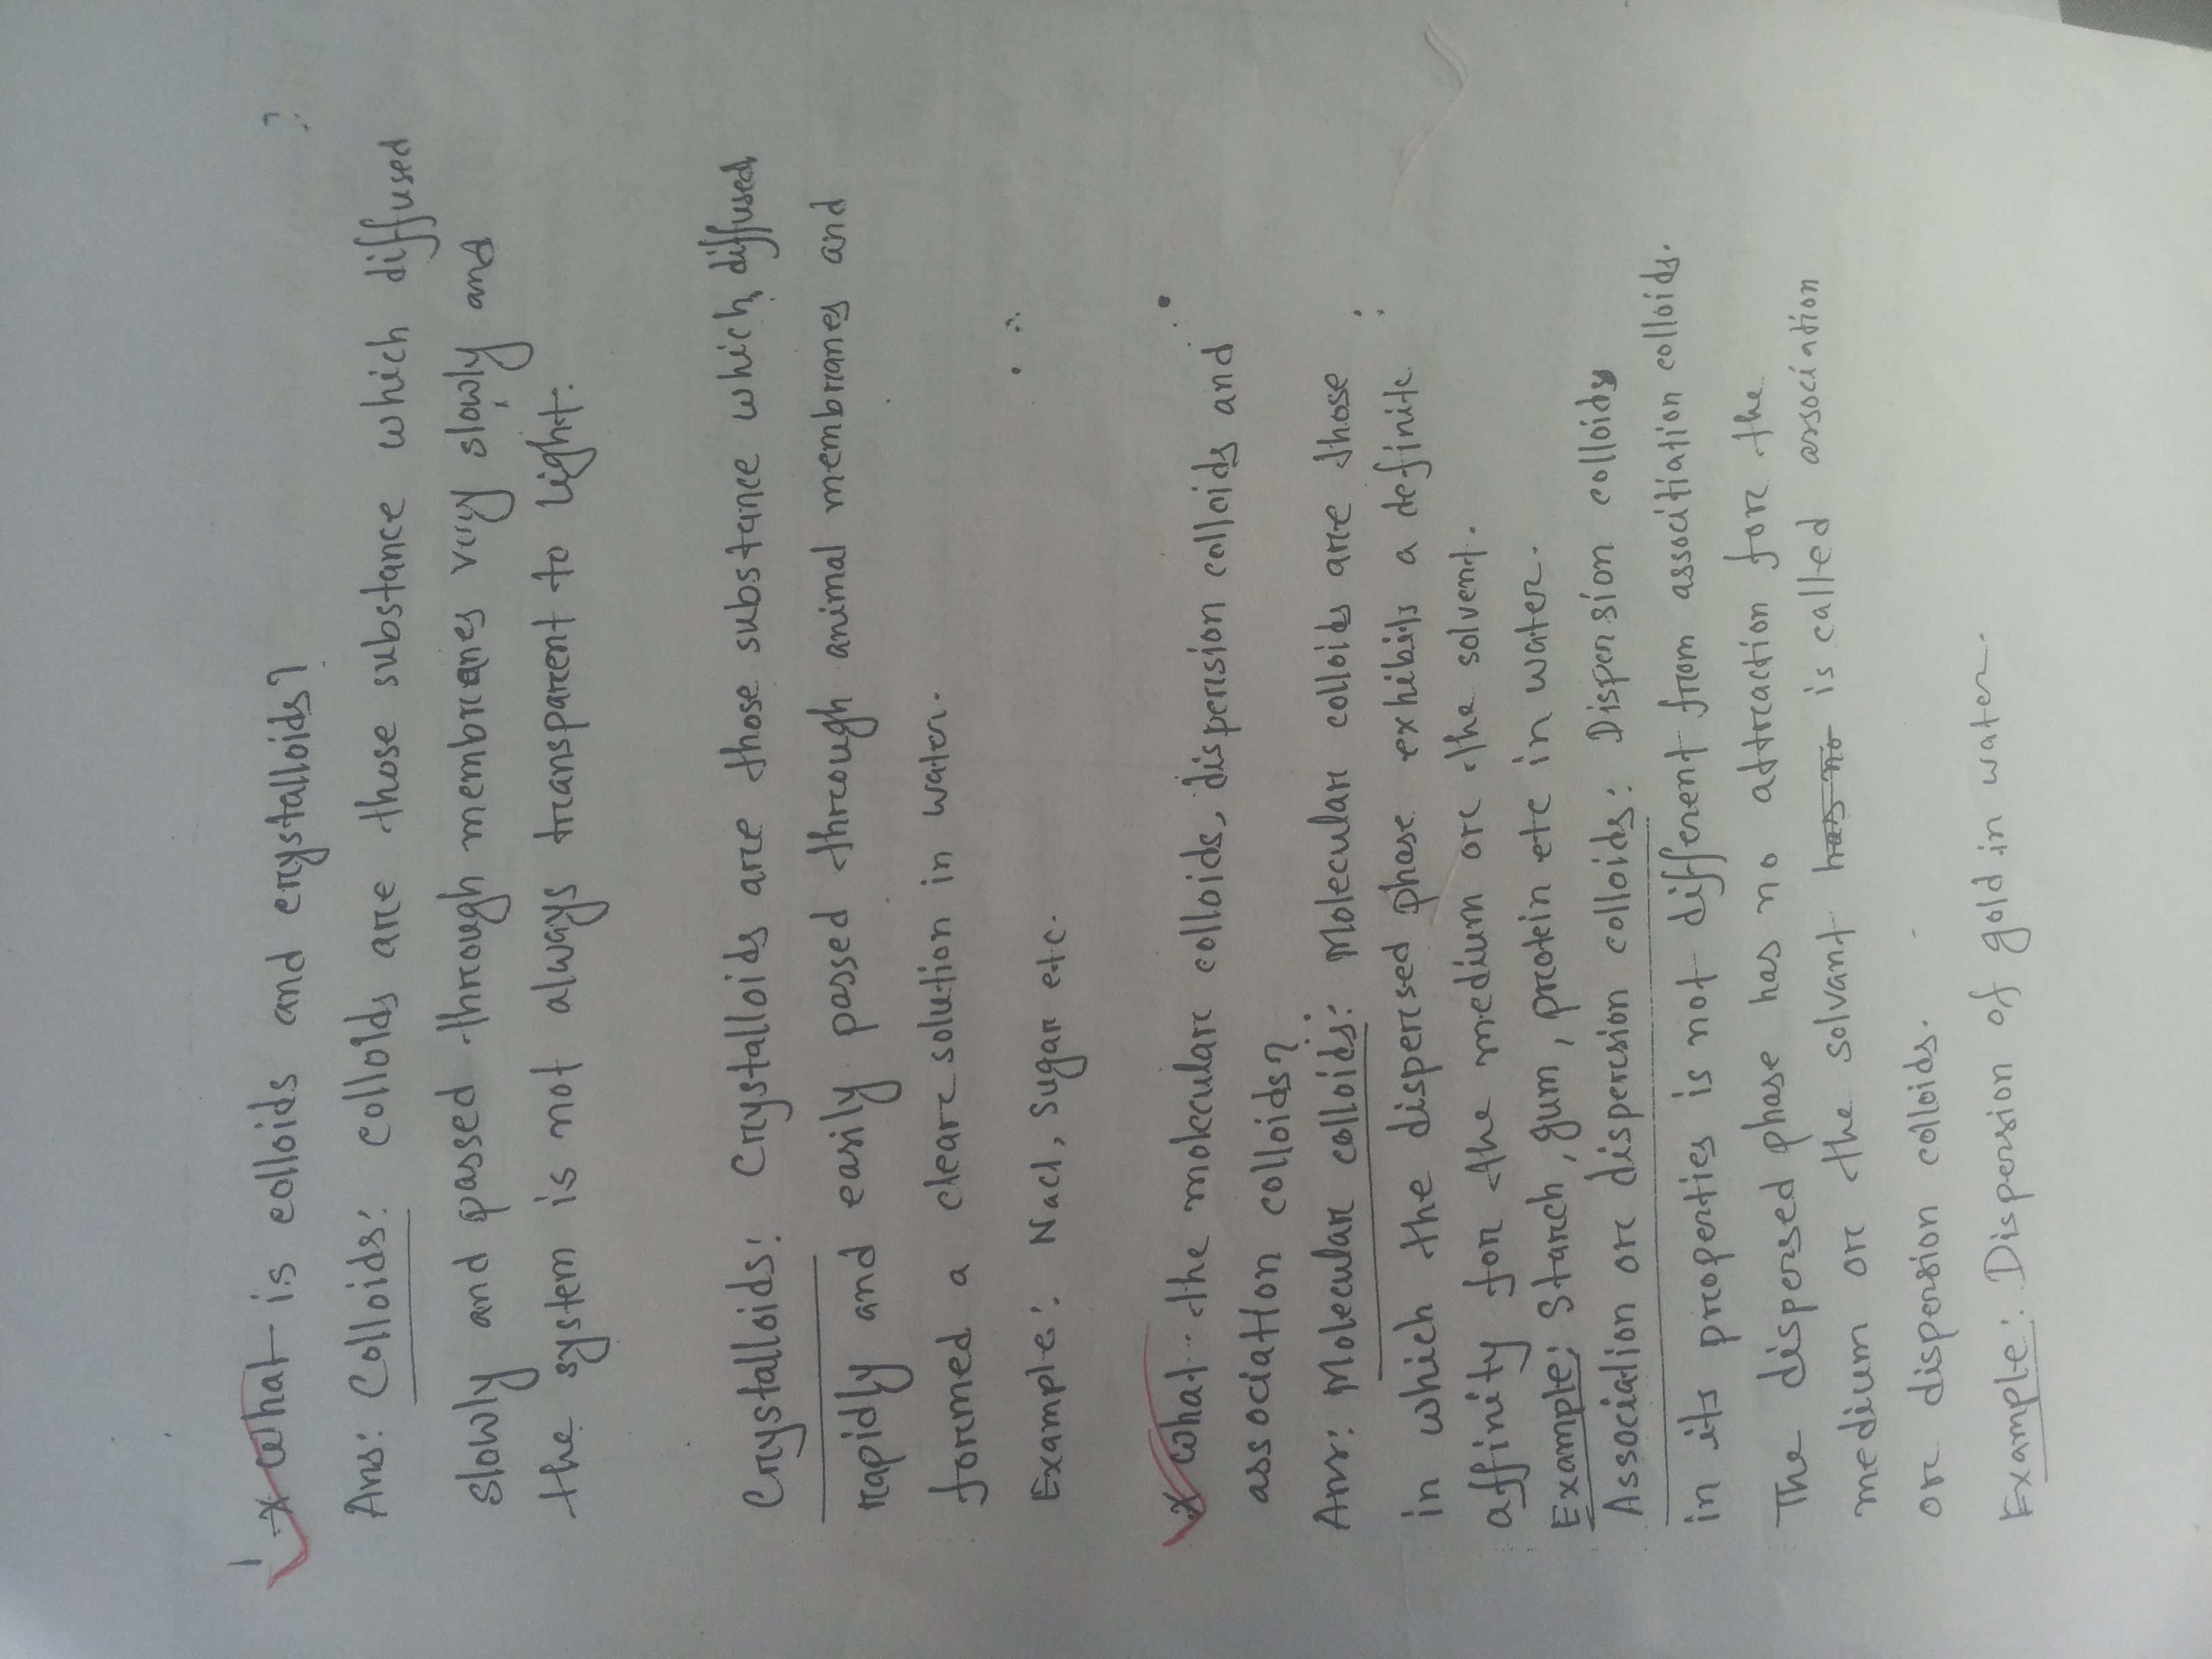 * What is colloids and crystalloids?
Ans: Colloids: collolds are those substance which diffused
slowly and passed through membranes very slowly and
the system is not always transparent to light.
Crystalloids: Crystalloids are those substance which diffused
rapidly and easily passed through animal membranes and
formed a clear solution in water.
Example: Nacl, Sugar etc.
* What the molecular colloids, dispersion colloids and
association colloids?
Ans: Molecular colloids: Molecular colloids are those
in which the dispersed phase exhibits a definite
affinity for the medium or the solvent.
Example: Starch, gum, protein etc in water.
Association or dispersion colloids: Dispersion colloids
in its properties is not different from associtiation colloids.
The dispersed phase has no attraction for the
medium or the solvant has no is called association
or dispersion colloids.
Example: Dispersion of gold in water.